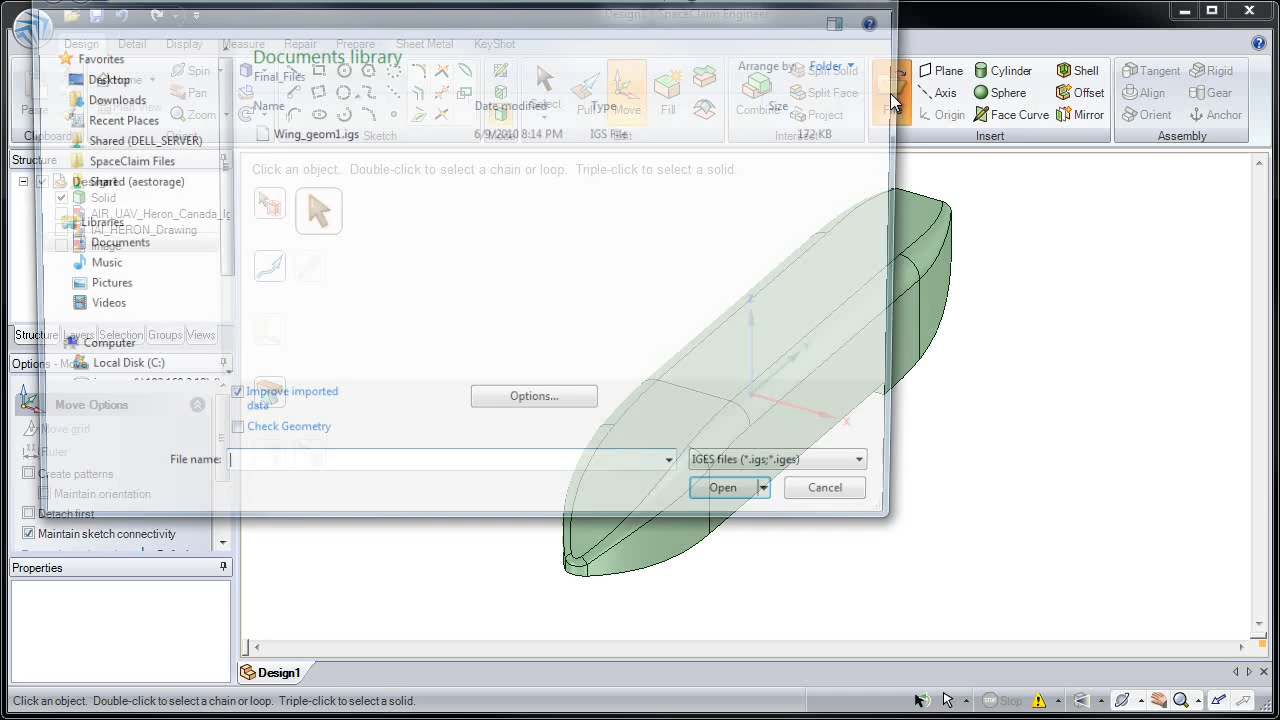 Design1 - SpaceClaim Engineer
Design Detail Display Measure Repair Prepare Sheet Metal KeyShot
Favorites
Documents library
Final_Files
Arrange by: Folder
Desktop
Downloads
Recent Places
Shared (DELL_SERVER)
SpaceClaim Files
Shared (aestorage)
Libraries
Documents
Music
Pictures
Videos
Computer
Local Disk (C:)
Name Date modified Type Size
Wing_geom1.igs 6/9/2010 8:14 PM IGS File 132 KB
Spin
Pan
Zoom
Clipboard
Sketch
Select
Pull
Move
Fill
Combine
Split Solid
Split Face
Project
File
Plane
Axis
Origin
Cylinder
Sphere
Face Curve
Shell
Offset
Mirror
Insert
Tangent
Align
Orient
Rigid
Gear
Anchor
Assembly
Structure
Click an object. Double-click to select a chain or loop. Triple-click to select a solid.
Design1
Solid
AIR_UAV_Heron_Canada_lg
IAI_HERON_Drawing
Image
Structure Layers Selection Groups Views
Options - Move
Move Options
Move grid
Ruler
Create patterns
Maintain orientation
Detach first
Maintain sketch connectivity
Improve imported
data
Check Geometry
Options...
File name:
IGES files (*.igs;*.iges)
Open
Cancel
Z
X
Properties
Design1
Click an object. Double-click to select a chain or loop. Triple-click to select a solid.
Stop